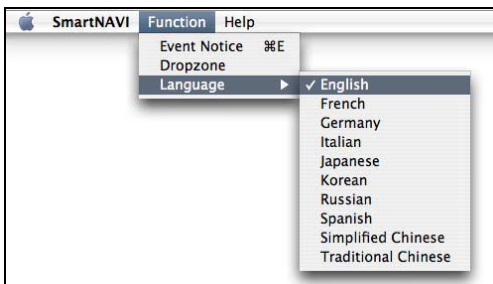 SmartNAVI Function Help
Event Notice ⌘E
Dropzone
Language ▶
✓ English
French
Germany
Italian
Japanese
Korean
Russian
Spanish
Simplified Chinese
Traditional Chinese